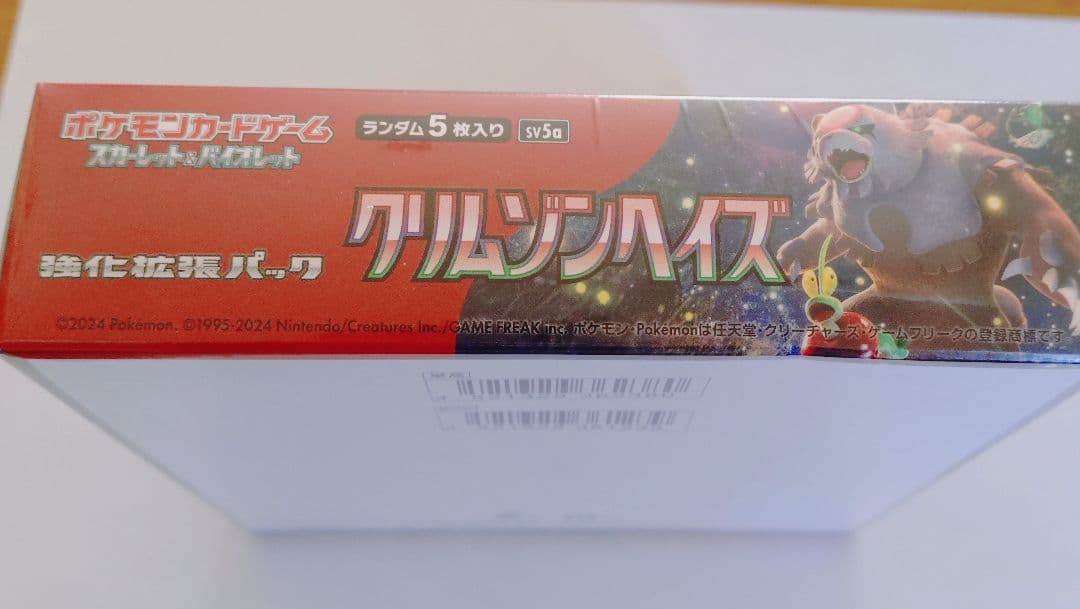 ポケモンカードゲーム
スカーレット&バイオレット
ランダム5枚入り
sv5a
クリムゾンヘイズ
強化拡張パック
©2024 Pokémon. ©1995-2024 Nintendo/Creatures Inc./GAME FREAK inc. ポケモン・Pokémonは任天堂・クリーチャーズ・ゲームフリークの登録商標です